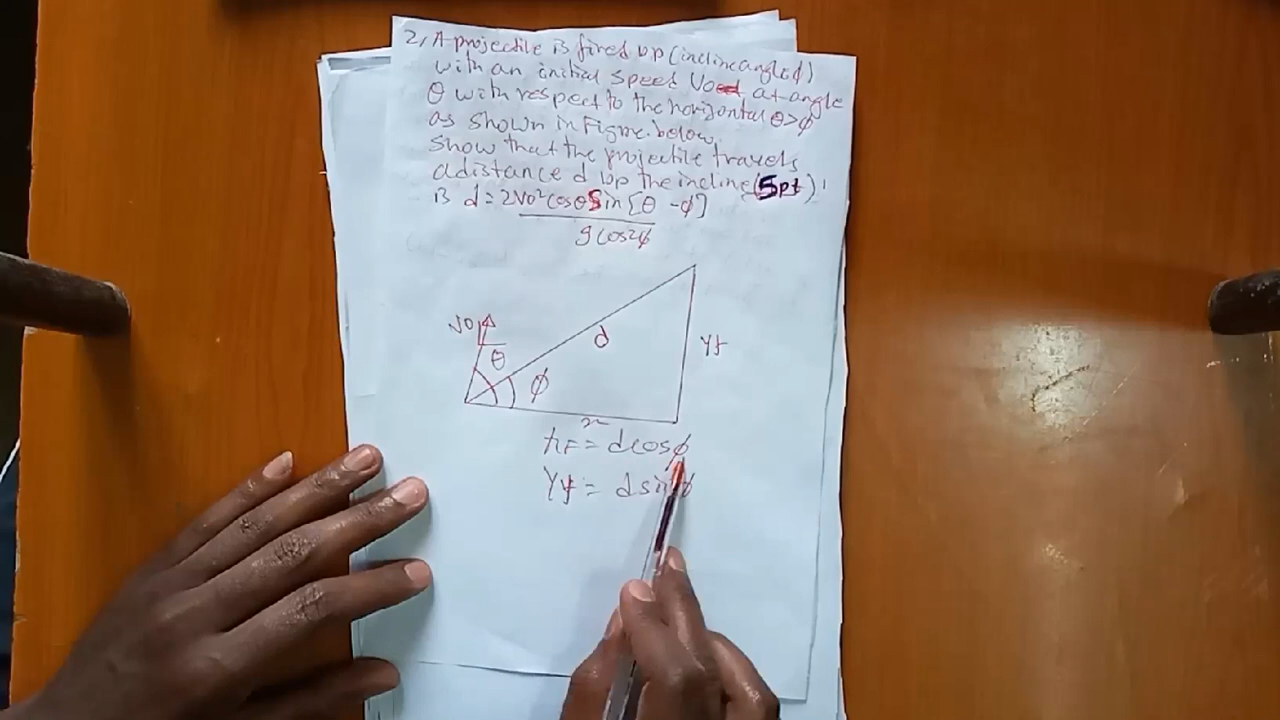 2, A projectile is fired up (incline angle ϕ)
with an initial speed Vo at angle
θ with respect to the horizontal θ>ϕ
as shown in Figure. below,
show that the projectile travels
a distance d up the incline (5pt)
is d = 2Vo²cosθ Sin[θ -ϕ]
g cos²ϕ
Vo
θ
ϕ
d
Yf
x
xF = dcosϕ
Yf = dsinϕ